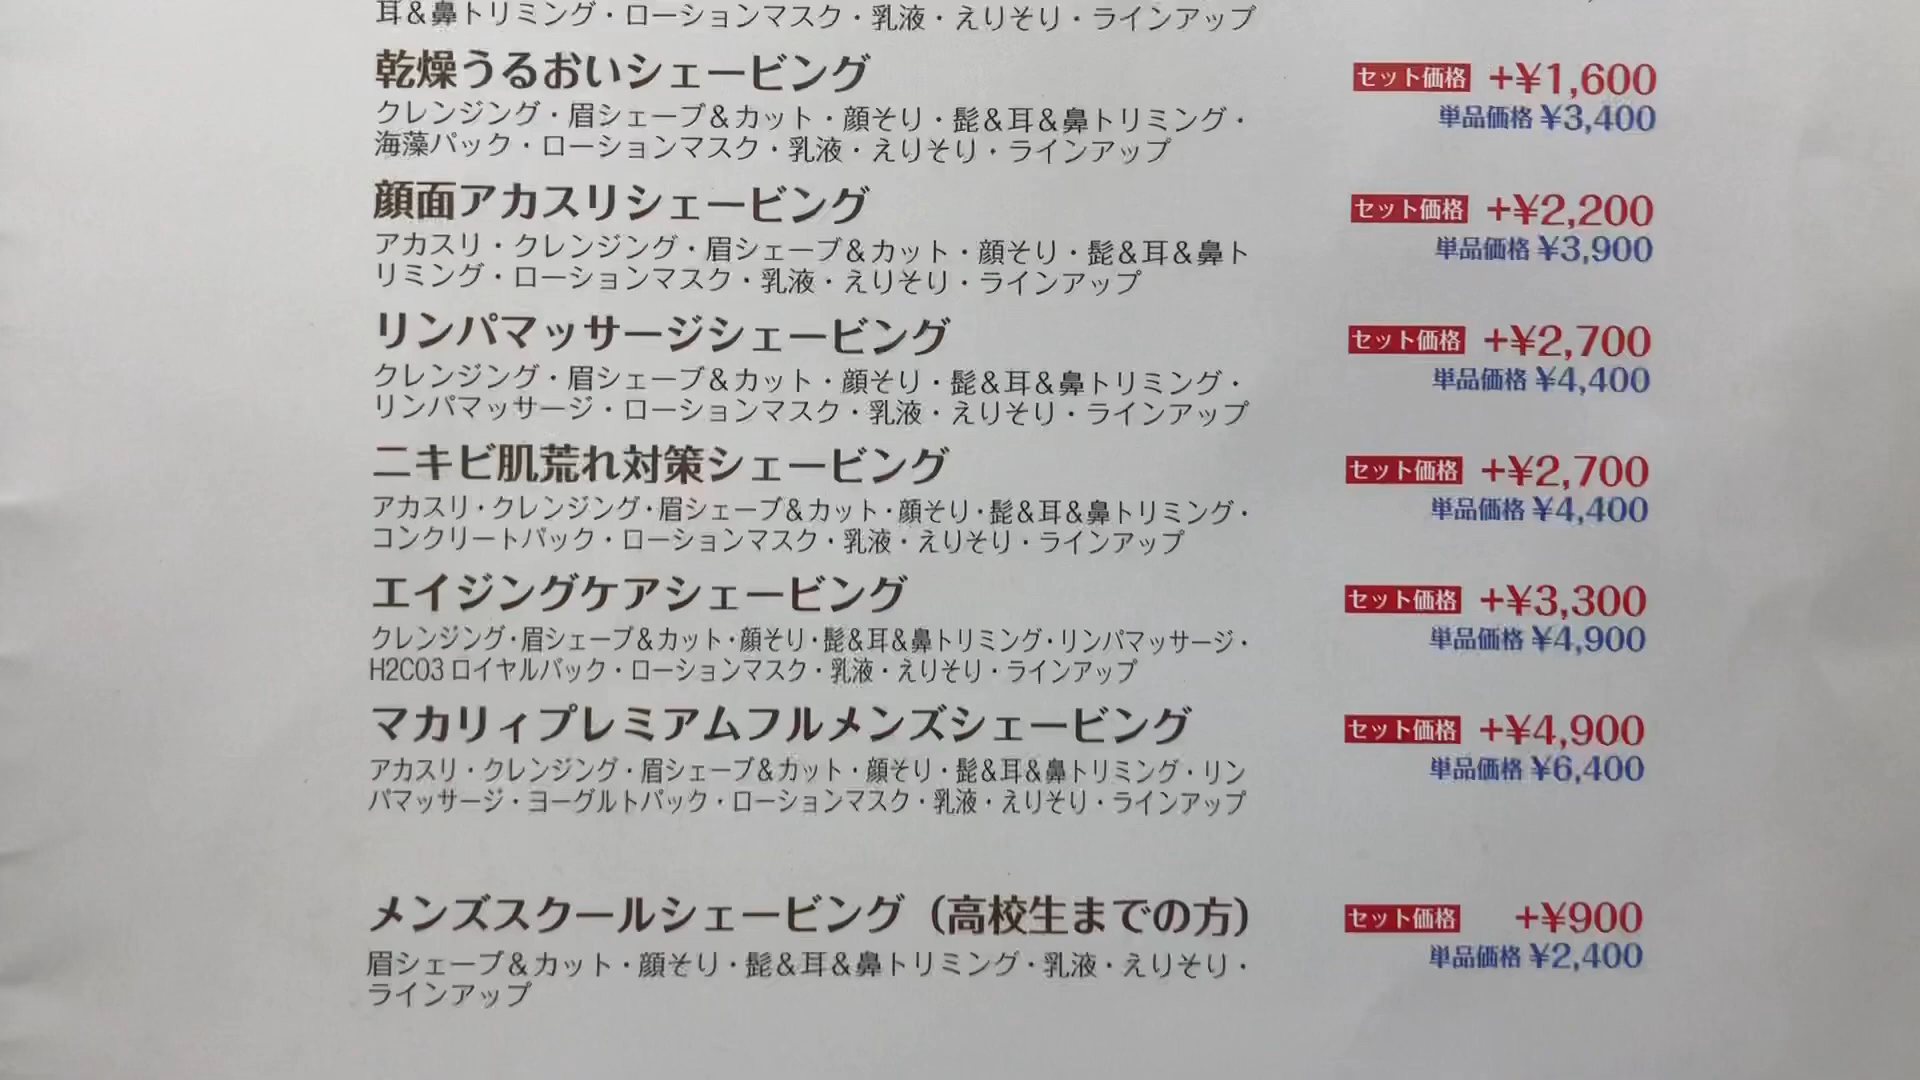 耳&鼻トリミング・ローションマスク・乳液・えりそり・ラインアップ
乾燥うるおいシェービング
セット価格 +¥1,600
クレンジング・眉シェーブ&カット・顔そり・髭&耳&鼻トリミング・
単品価格 ¥3,400
海藻パック・ローションマスク・乳液・えりそり・ラインアップ
顔面アカスリシェービング
セット価格 +¥2,200
アカスリ・クレンジング・眉シェーブ&カット・顔そり・髭&耳&鼻ト
単品価格 ¥3,900
リミング・ローションマスク・乳液・えりそり・ラインアップ
リンパマッサージシェービング
セット価格 +¥2,700
クレンジング・眉シェーブ&カット・顔そり・髭&耳&鼻トリミング・
単品価格 ¥4,400
リンパマッサージ・ローションマスク・乳液・えりそり・ラインアップ
ニキビ肌荒れ対策シェービング
セット価格 +¥2,700
アカスリ・クレンジング・眉シェーブ&カット・顔そり・髭&耳&鼻トリミング・
単品価格 ¥4,400
コンクリートパック・ローションマスク・乳液・えりそり・ラインアップ
エイジングケアシェービング
セット価格 +¥3,300
クレンジング・眉シェーブ&カット・顔そり・髭&耳&鼻トリミング・リンパマッサージ・
単品価格 ¥4,900
H2CO3ロイヤルパック・ローションマスク・乳液・えりそり・ラインアップ
マカリィプレミアムフルメンズシェービング
セット価格 +¥4,900
アカスリ・クレンジング・眉シェーブ&カット・顔そり・髭&耳&鼻トリミング・リン
単品価格 ¥6,400
パマッサージ・ヨーグルトパック・ローションマスク・乳液・えりそり・ラインアップ
メンズスクールシェービング（高校生までの方）
セット価格 +¥900
眉シェーブ&カット・顔そり・髭&耳&鼻トリミング・乳液・えりそり・
単品価格 ¥2,400
ラインアップ